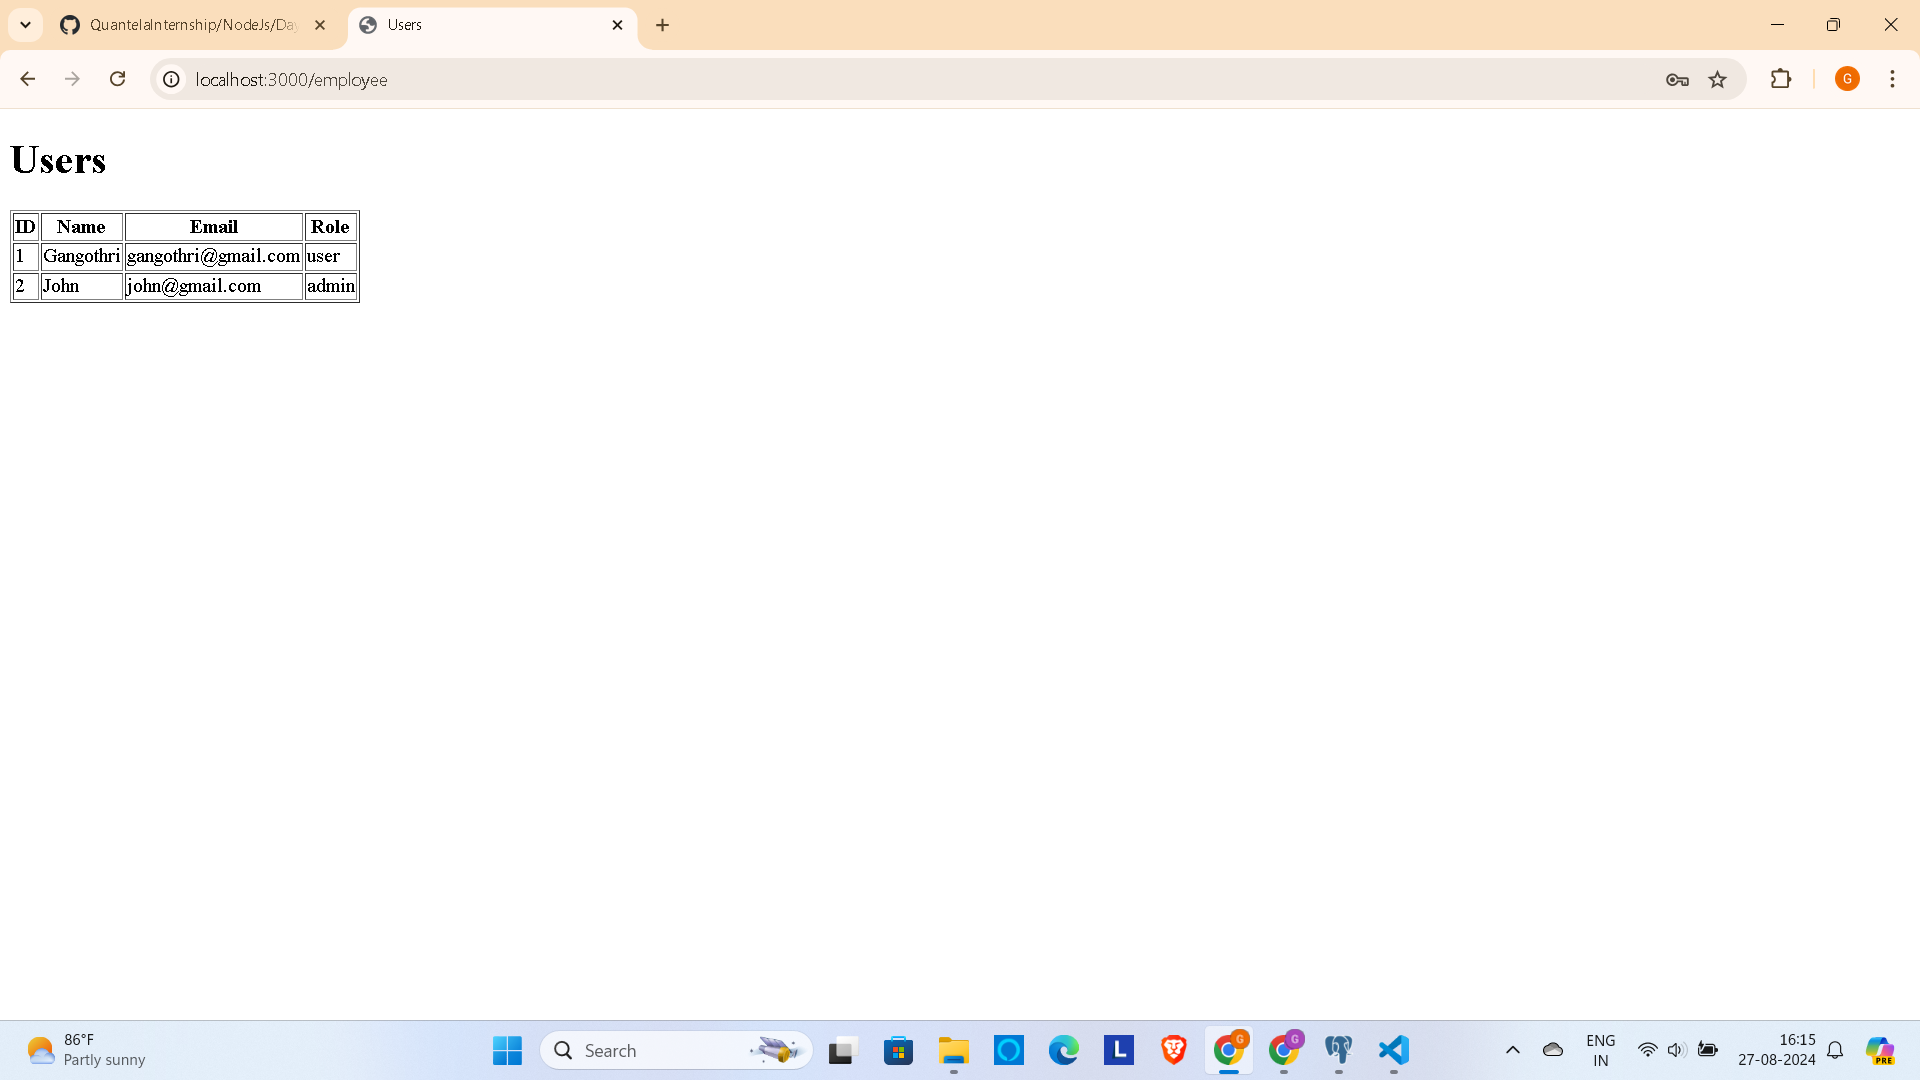 QuantelaInternship/NodeJs/Da
Users
localhost:3000/employee
G
Users
ID Name Email Role
1 Gangothri gangothri@gmail.com user
2 John john@gmail.com admin
86°F
Partly sunny
Search
L
G
G
ENG
IN
16:15
27-08-2024
PRE